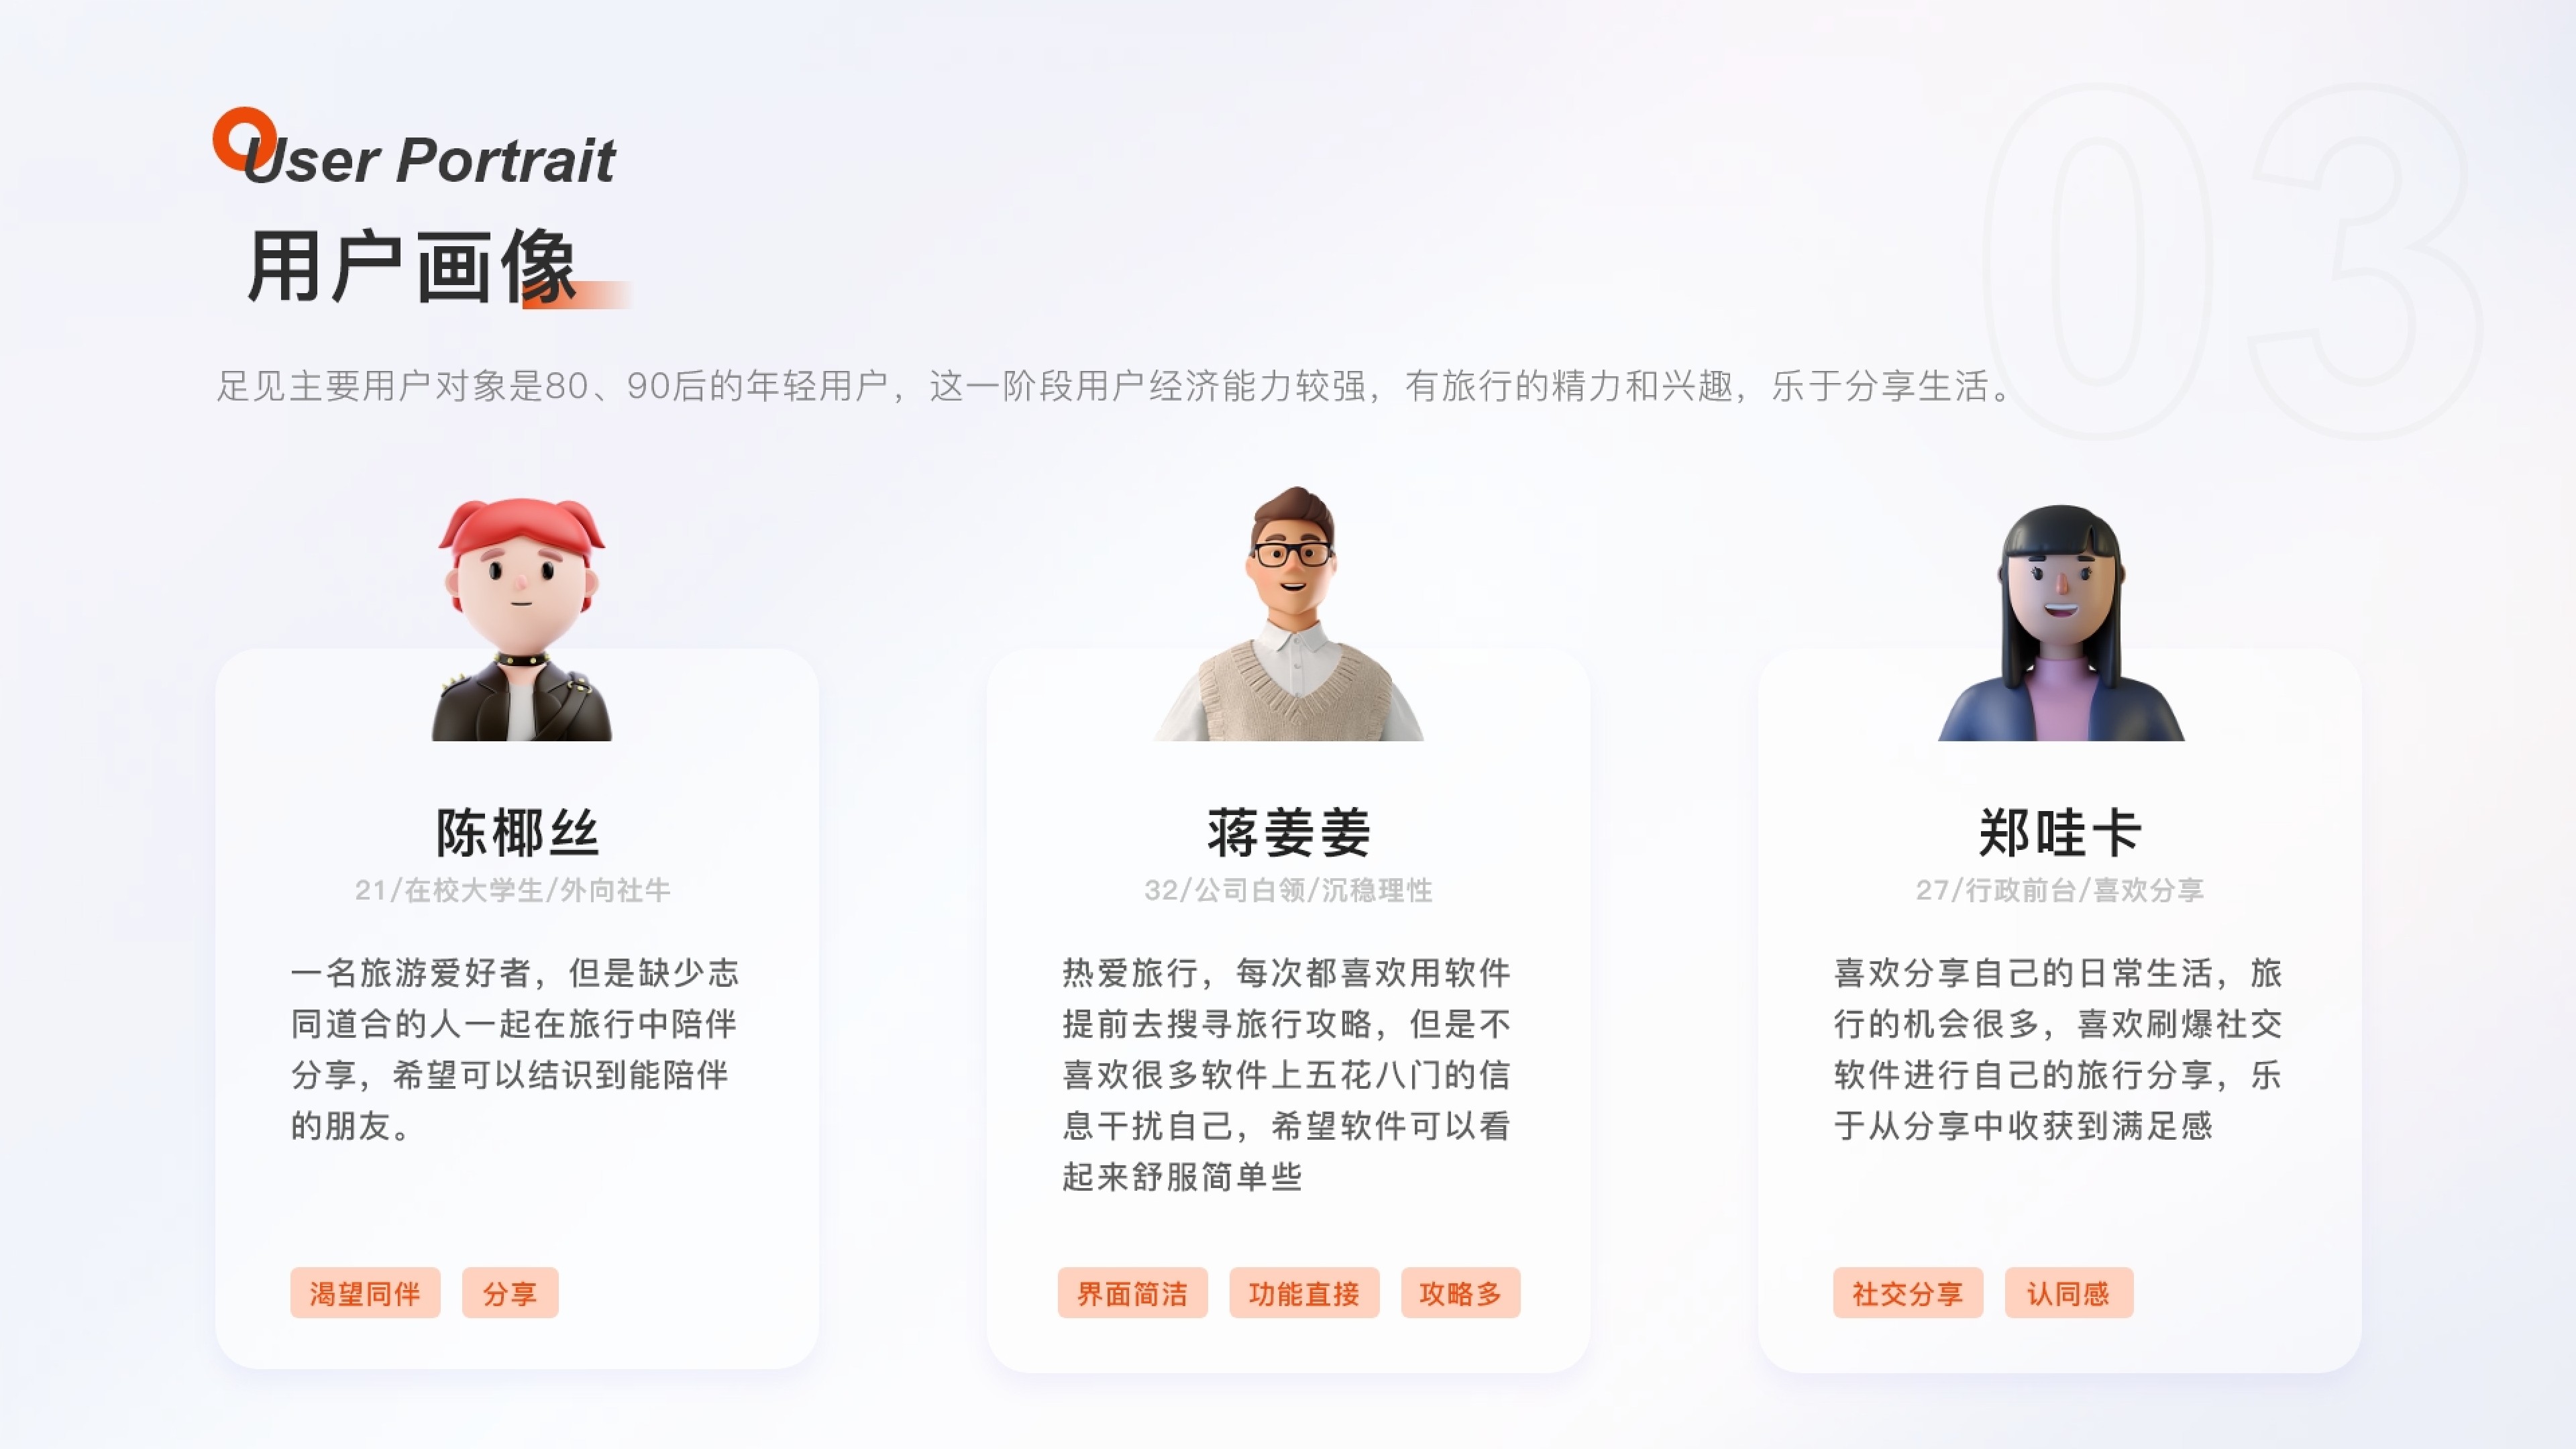 03
User Portrait
用户画像
足见主要用户对象是80、90后的年轻用户，这一阶段用户经济能力较强，有旅行的精力和兴趣，乐于分享生活。
陈椰丝
21/在校大学生/外向社牛
一名旅游爱好者，但是缺少志
同道合的人一起在旅行中陪伴
分享，希望可以结识到能陪伴
的朋友。
渴望同伴 分享
蒋姜姜
32/公司白领/沉稳理性
热爱旅行，每次都喜欢用软件
提前去搜寻旅行攻略，但是不
喜欢很多软件上五花八门的信
息干扰自己，希望软件可以看
起来舒服简单些
界面简洁 功能直接 攻略多
郑哇卡
27/行政前台/喜欢分享
喜欢分享自己的日常生活，旅
行的机会很多，喜欢刷爆社交
软件进行自己的旅行分享，乐
于从分享中收获到满足感
社交分享 认同感